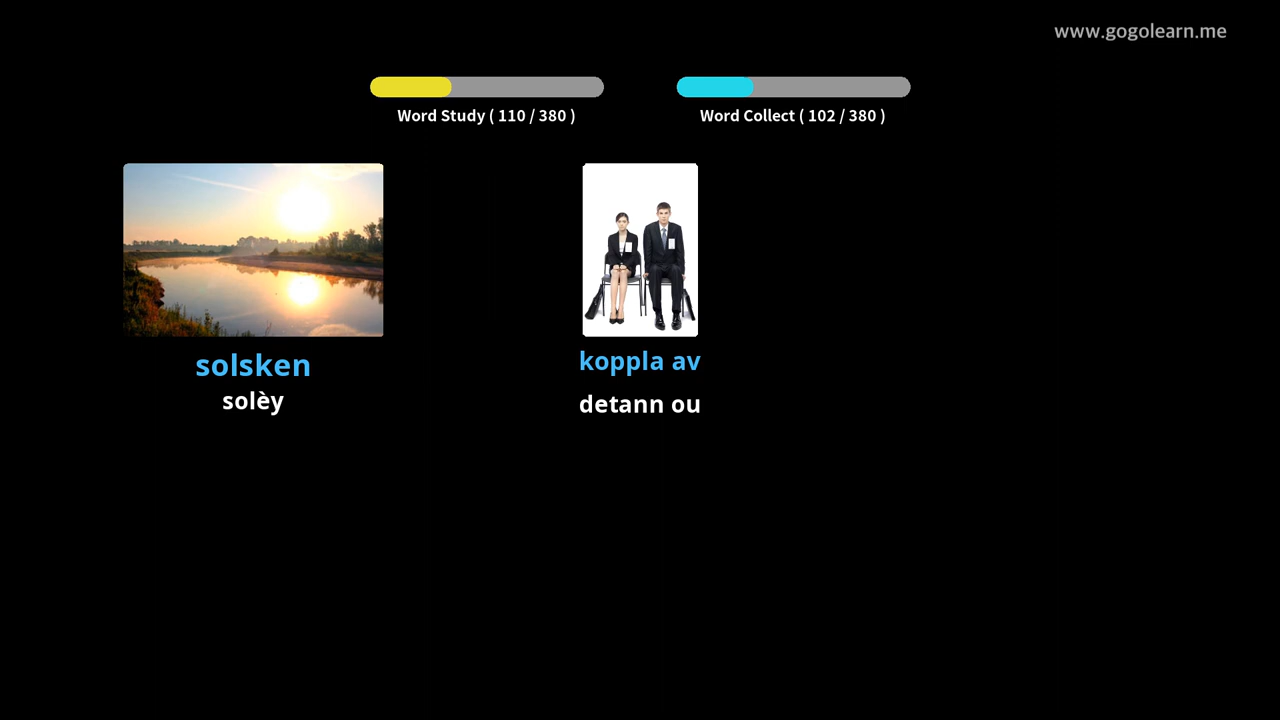 www.gogolearn.me
Word Study ( 110 / 380 )
Word Collect ( 102 / 380 )
solsken
solèy
koppla av
detann ou